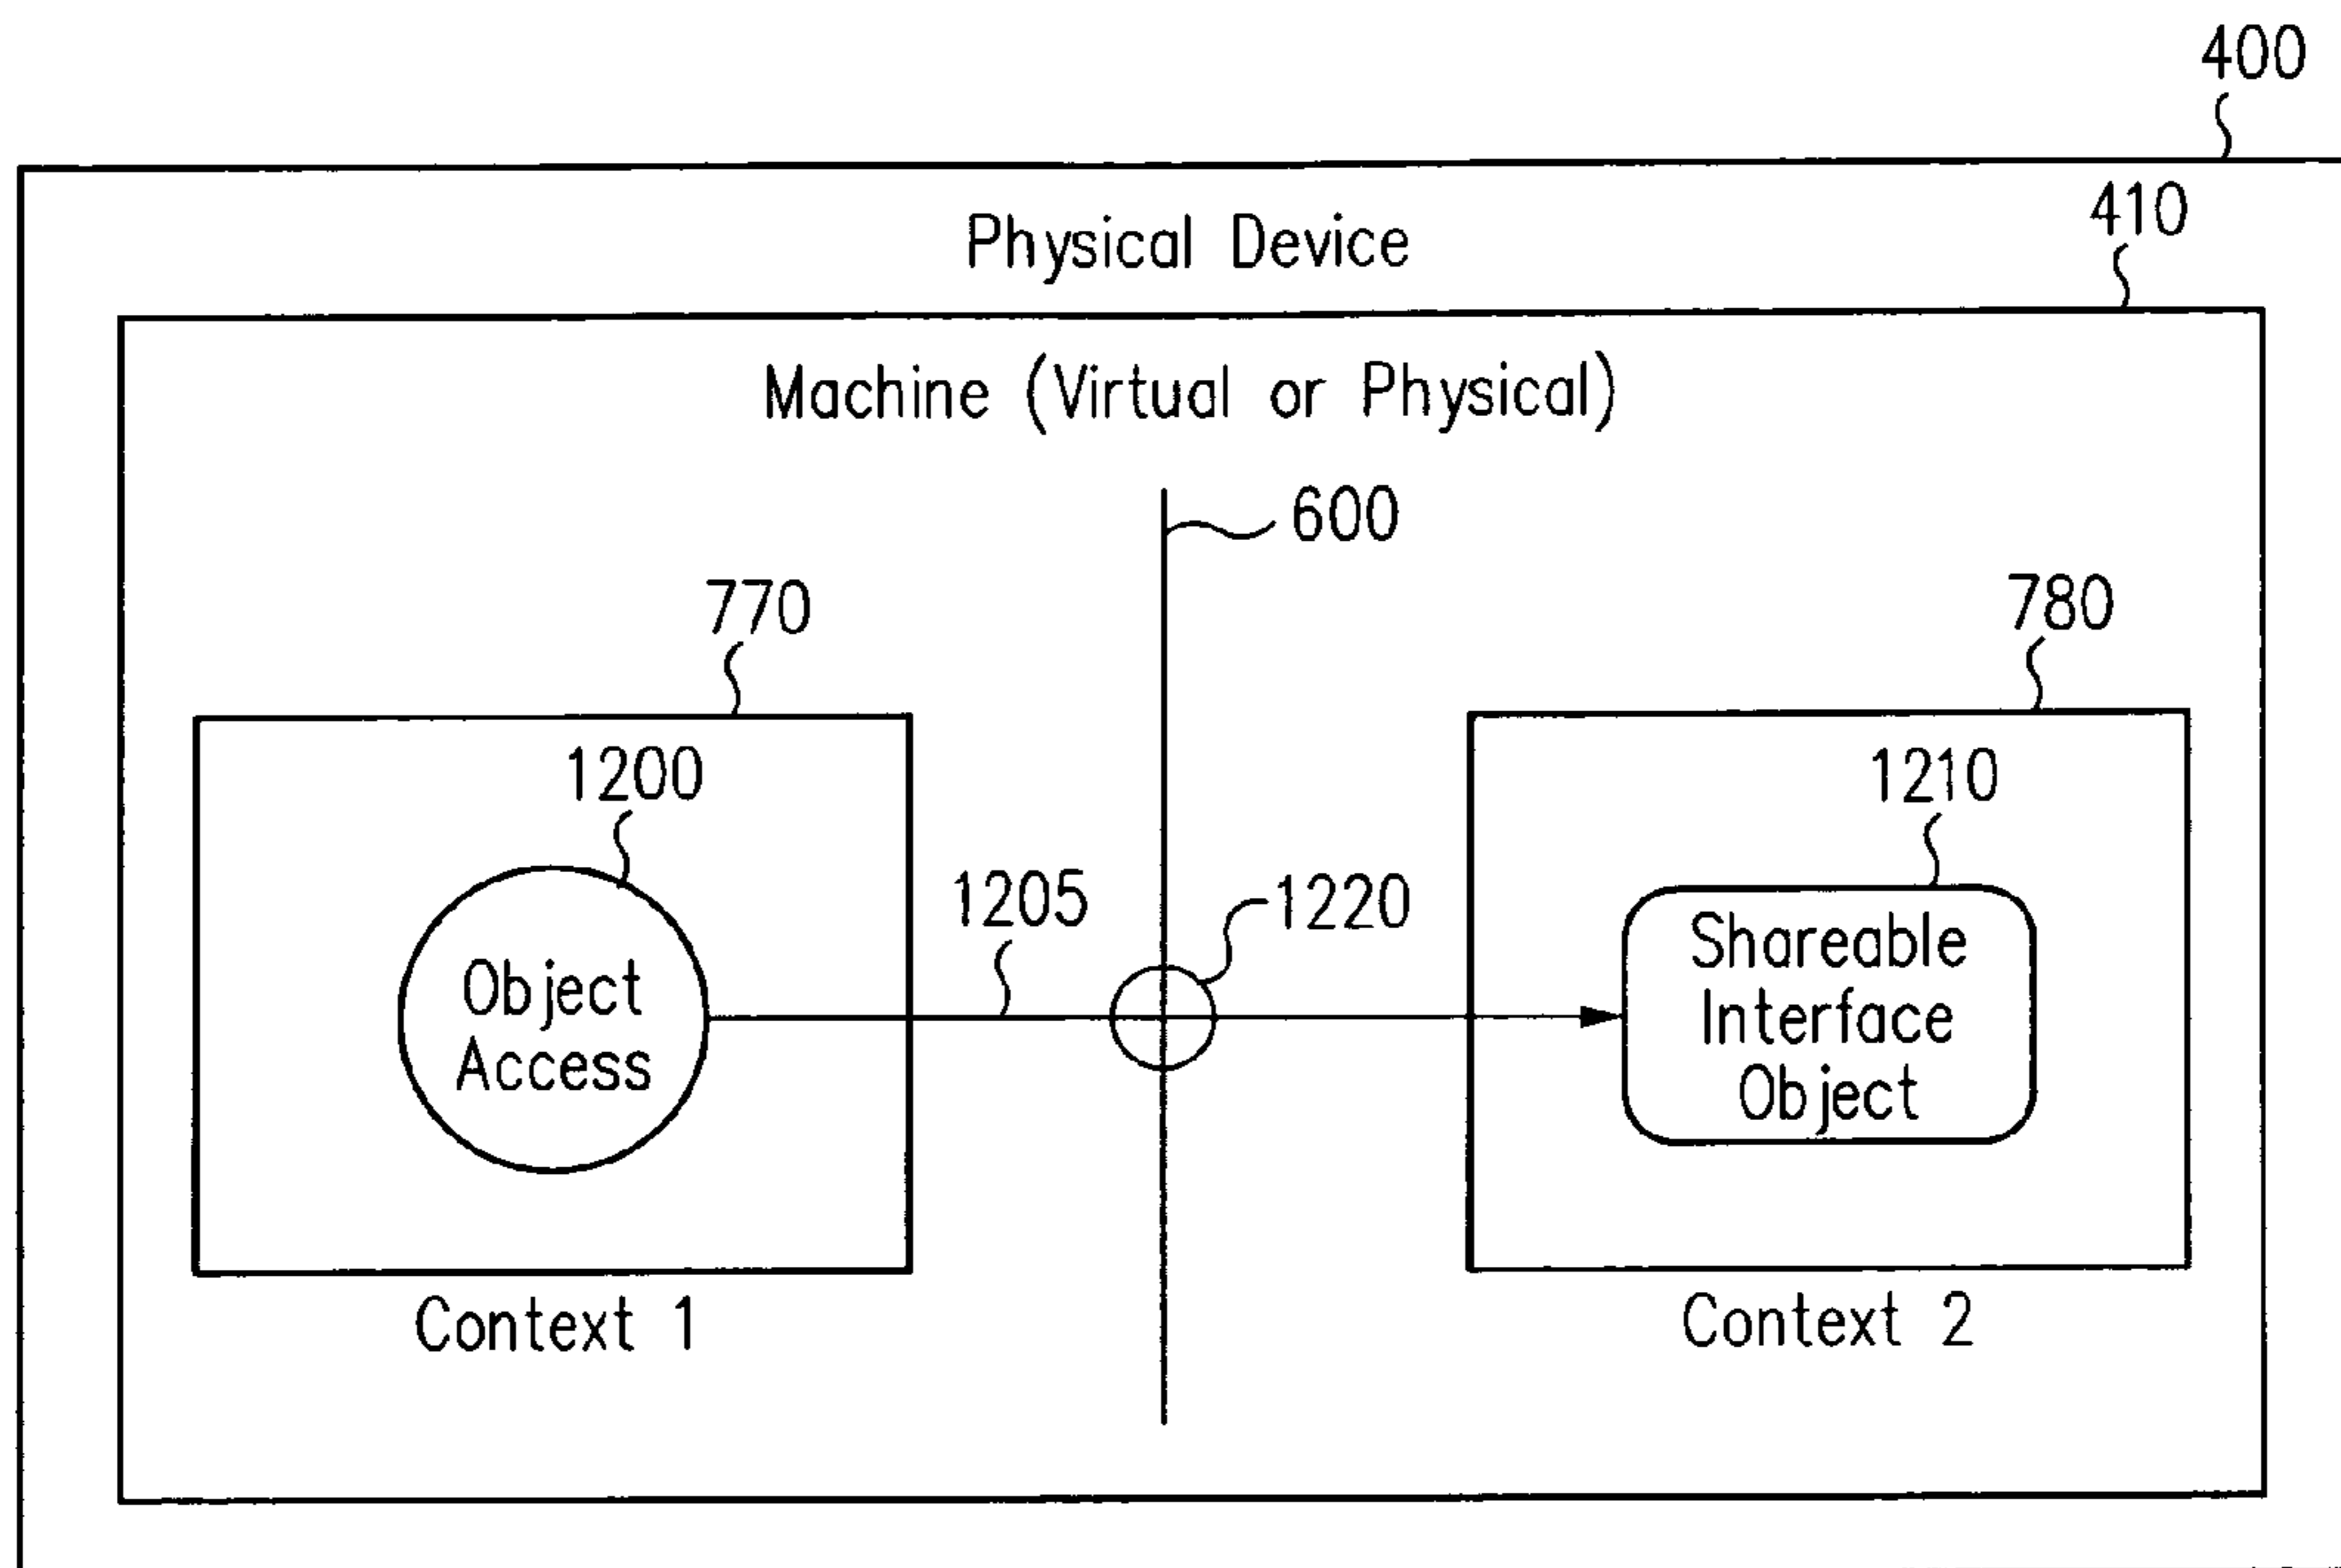 400
Physical Device
410
Machine (Virtual or Physical)
600
770
780
1200
1210
1205
1220
Object
Access
Shareable
Interface
Object
Context 1
Context 2